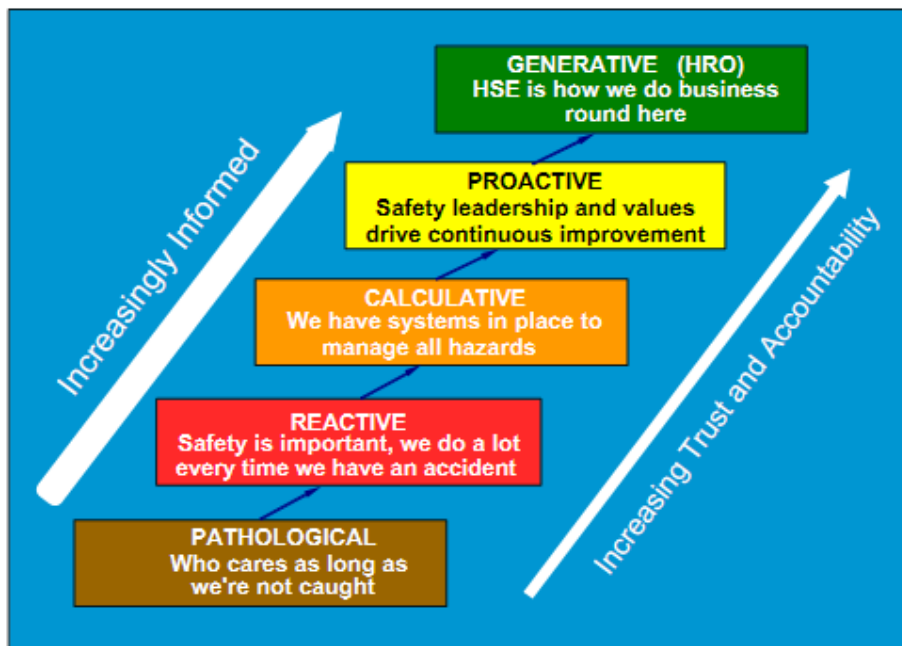 GENERATIVE (HRO)
HSE is how we do business
round here
PROACTIVE
Safety leadership and values
drive continuous improvement
CALCULATIVE
We have systems in place to
manage all hazards
REACTIVE
Safety is important, we do a lot
every time we have an accident
PATHOLOGICAL
Who cares as long as
we're not caught
Increasingly Informed
Increasing Trust and Accountability